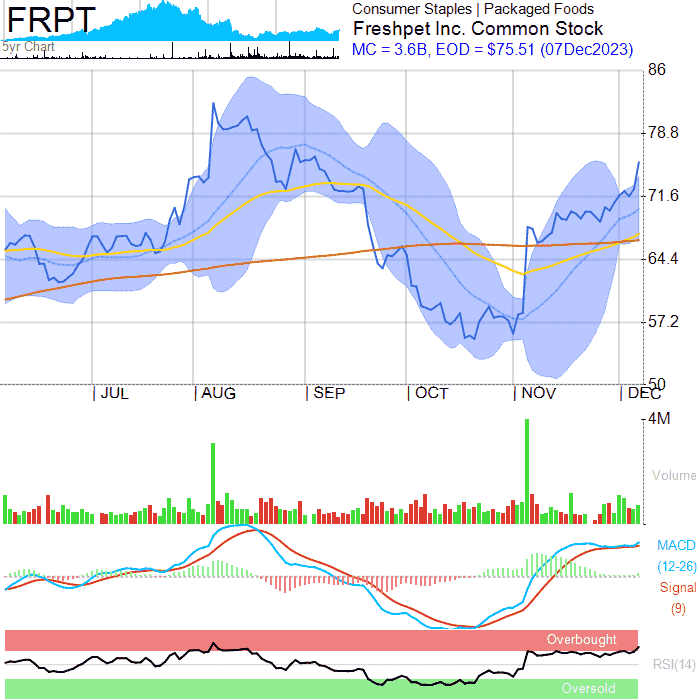 FRPT
5yr Chart
Consumer Staples | Packaged Foods
Freshpet Inc. Common Stock
MC = 3.6B, EOD = $75.51 (07Dec2023)
86
78.8
71.6
64.4
57.2
50
JUL AUG SEP OCT NOV DEC
4M
Volume
MACD
(12-26)
Signal
(9)
Overbought
RSI(14)
Oversold